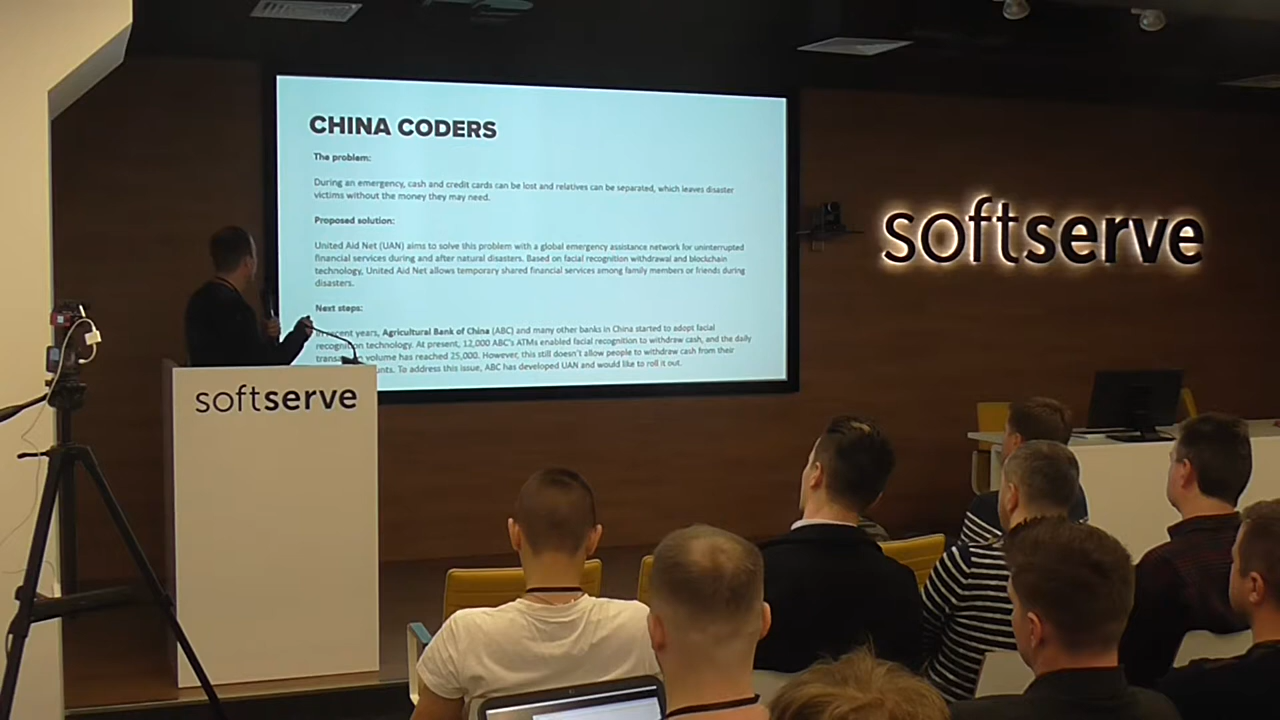 CHINA CODERS
The problem:
During an emergency, cash and credit cards can be lost and relatives can be separated, which leaves disaster
victims without the money they may need.
Proposed solution:
United Aid Net (UAN) aims to solve this problem with a global emergency assistance network for uninterrupted
financial services during and after natural disasters. Based on facial recognition withdrawal and blockchain
technology, United Aid Net allows temporary shared financial services among family members or friends during
disasters.
Next steps:
In recent years, Agricultural Bank of China (ABC) and many other banks in China started to adopt facial
recognition technology. At present, 12,000 ABC's ATMs enabled facial recognition to withdraw cash, and the daily
volume has reached 25,000. However, this still doesn't allow people to withdraw cash from their
To address this issue, ABC has developed UAN and would like to roll it out.
softserve
softserve